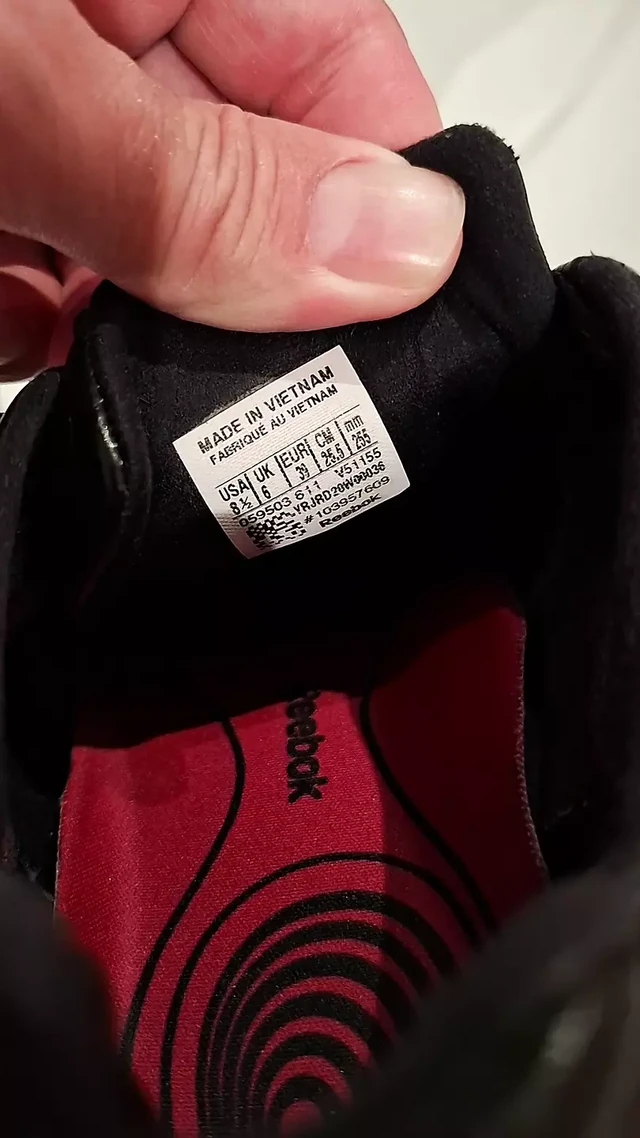 MADE IN VIETNAM
FABRIQUÉ AU VIETNAM
USA UK EUR CM mm
8½ 6 39 25.5 255
059503 611 V51155
YRJRD20W00036
#103957609
Reebok
Reebok